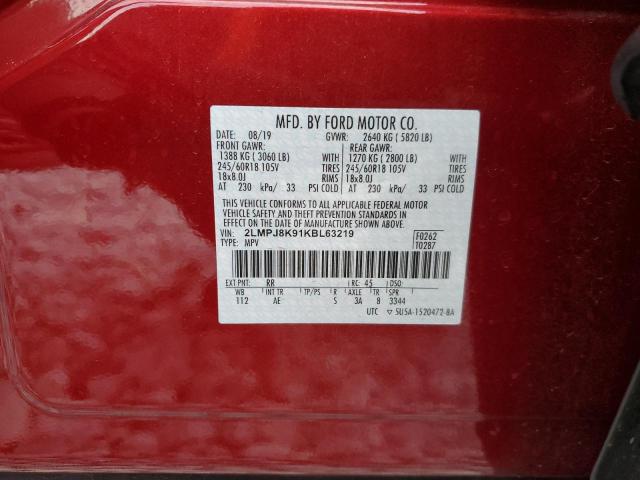 MFD. BY FORD MOTOR CO.
DATE: 08/19 GVWR: 2640 KG ( 5820 LB)
FRONT GAWR: REAR GAWR:
1388 KG ( 3060 LB) WITH 1270 KG ( 2800 LB) WITH
245/60R18 105V TIRES 245/60R18 105V TIRES
18x8.0J RIMS 18x8.0J RIMS
AT 230 kPa/ 33 PSI COLD AT 230 kPa/ 33 PSI COLD
THIS VEHICLE CONFORMS TO ALL APPLICABLE FEDERAL MOTOR
VEHICLE SAFETY AND THEFT PREVENTION STANDARDS IN
EFFECT ON THE DATE OF MANUFACTURE SHOWN ABOVE.
VIN: 2LMPJ8K91KBL63219 F0262
TYPE: MPV T0287
EXT PNT: RR RC: 45 DSO:
WB INT TR TP/PS R AXLE TR SPR
112 AE S 3A 8 3344
UTC ▽ 5U5A-1520472-8A